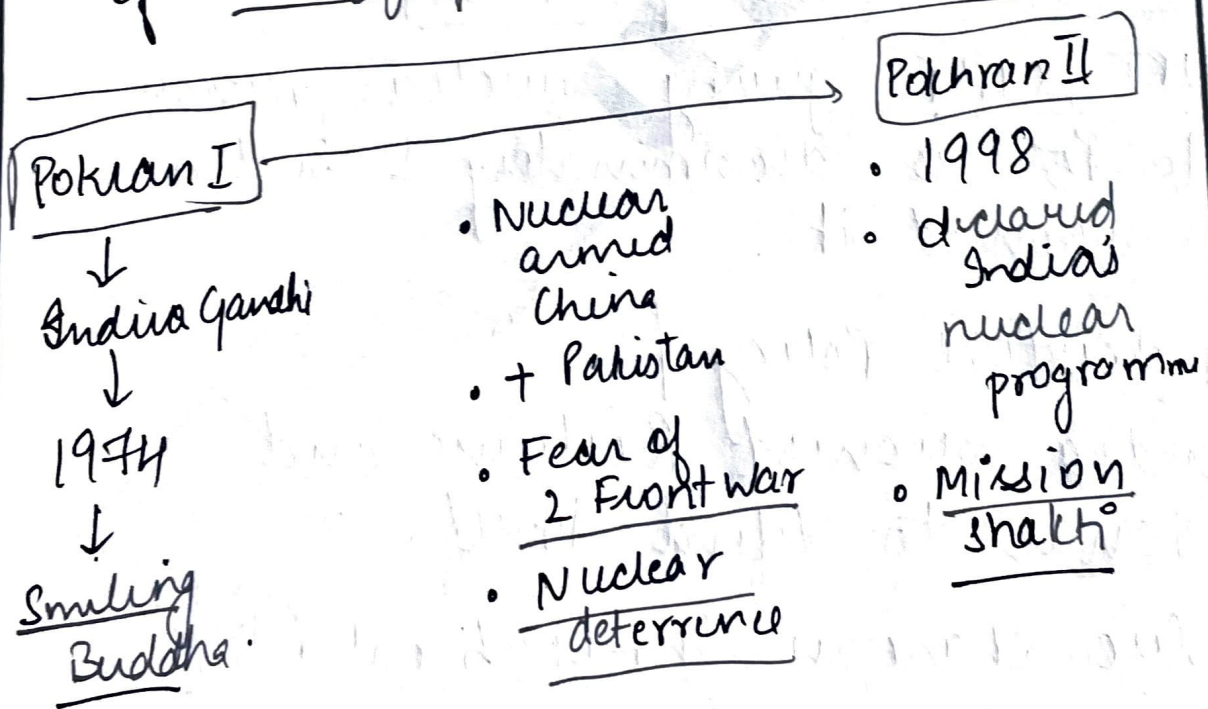 Pokran I
Indira Gandhi
1974
Smiling
Buddha.
• Nuclear
armed
China
• + Pakistan
• Fear of
2 Front war
• Nuclear
deterrence
Pokhran II
• 1998
• declared
India's
nuclear
programme
• Mission
Shakti